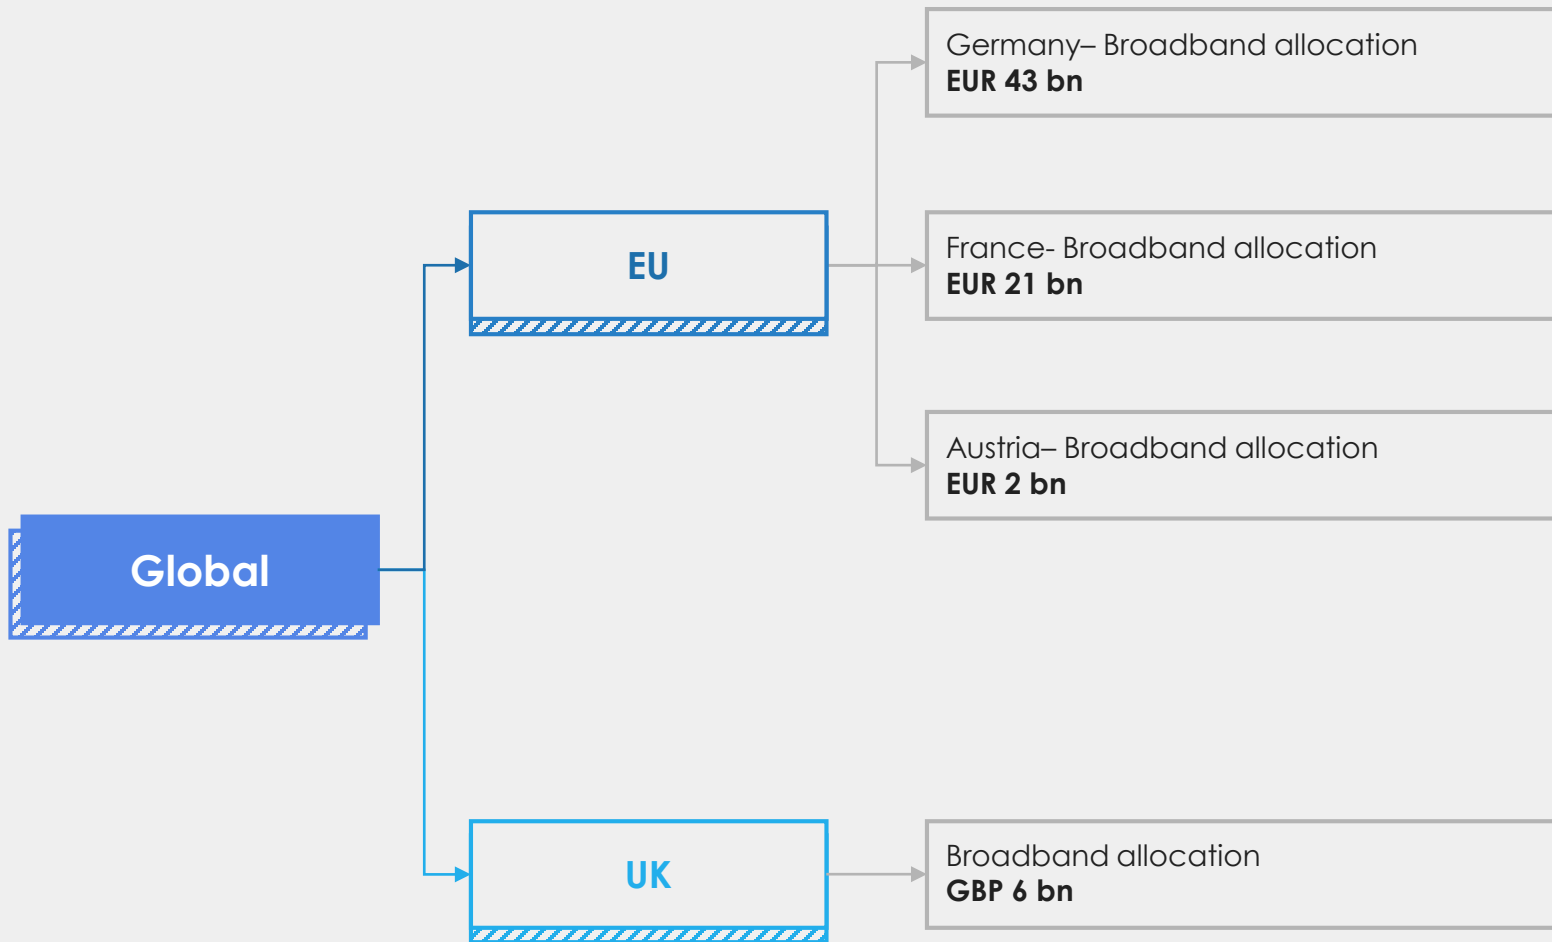 Germany– Broadband allocation
EUR 43 bn
EU
France- Broadband allocation
EUR 21 bn
Austria– Broadband allocation
EUR 2 bn
Global
UK
Broadband allocation
GBP 6 bn